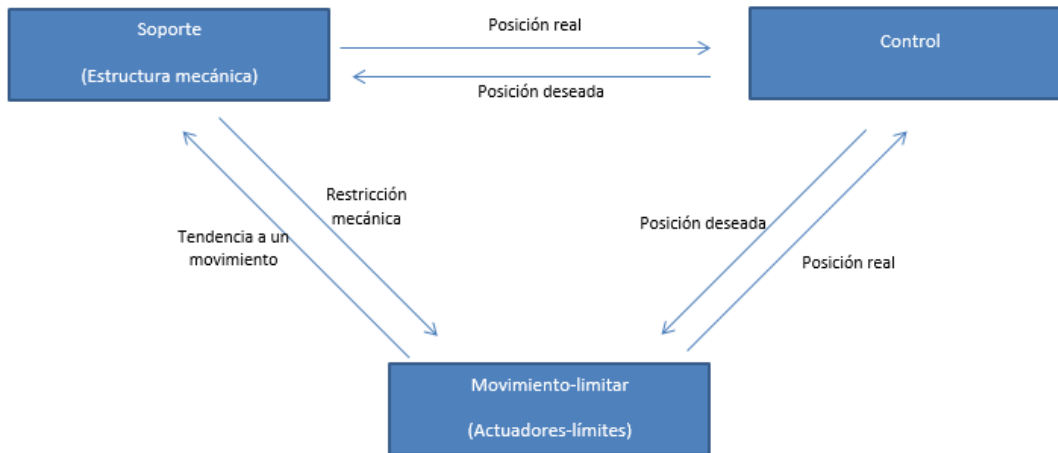 Soporte
(Estructura mecánica)
Posición real
Posición deseada
Control
Restricción
mecánica
Tendencia a un
movimiento
Posición deseada
Posición real
Movimiento-limitar
(Actuadores-límites)